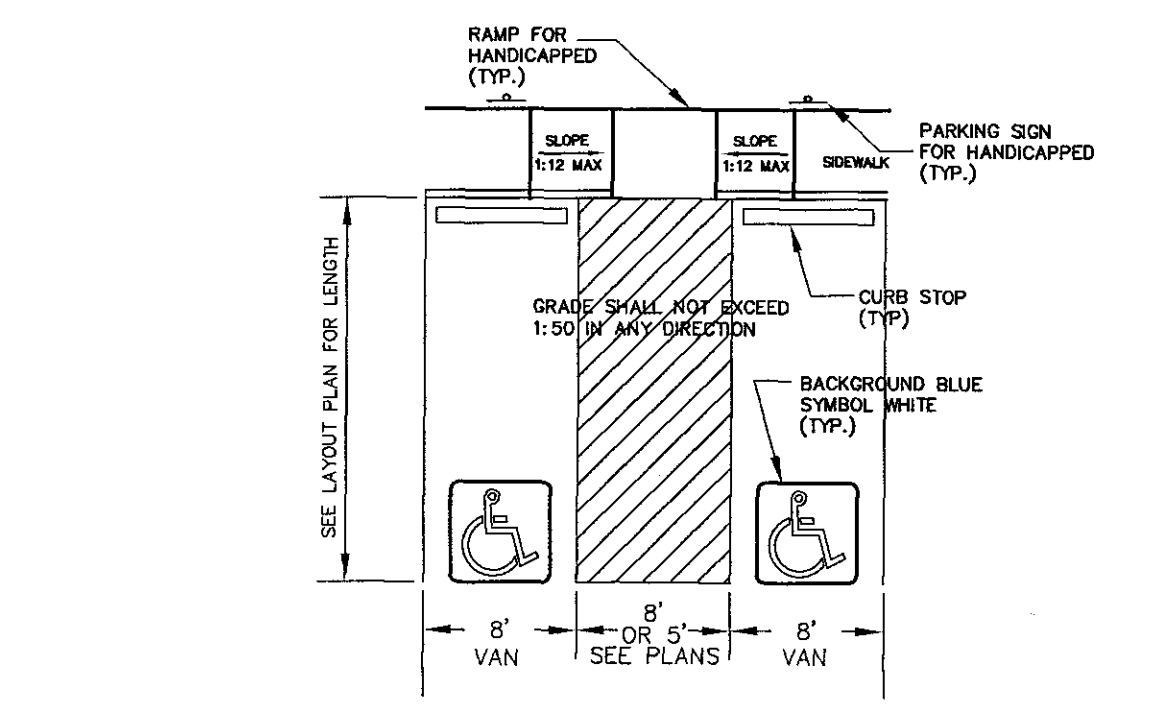 RAMP FOR
HANDICAPPED
(TYP.)
SLOPE
1:12 MAX
SLOPE
1:12 MAX
SIDEWALK
PARKING SIGN
FOR HANDICAPPED
(TYP.)
SEE LAYOUT PLAN FOR LENGTH
GRADE SHALL NOT EXCEED
1:50 IN ANY DIRECTION
CURB STOP
(TYP)
BACKGROUND BLUE
SYMBOL WHITE
(TYP.)
8'
VAN
8'
OR 5'
SEE PLANS
8'
VAN